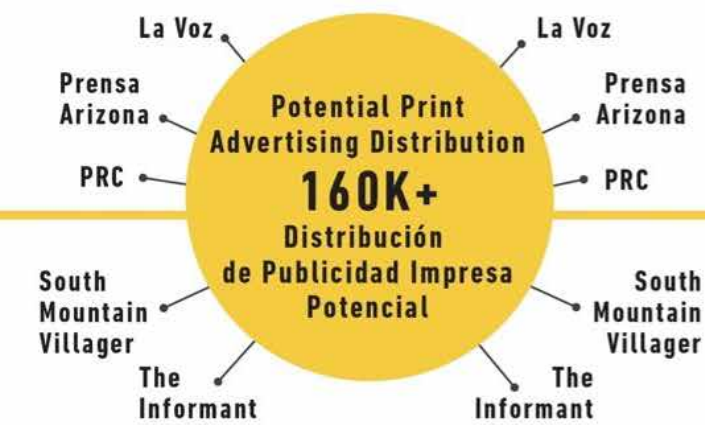 La Voz
Prensa
Arizona
PRC
South
Mountain
Villager
The
Informant
Potential Print
Advertising Distribution
160K+
Distribución
de Publicidad Impresa
Potencial
La Voz
Prensa
Arizona
PRC
South
Mountain
Villager
The
Informant